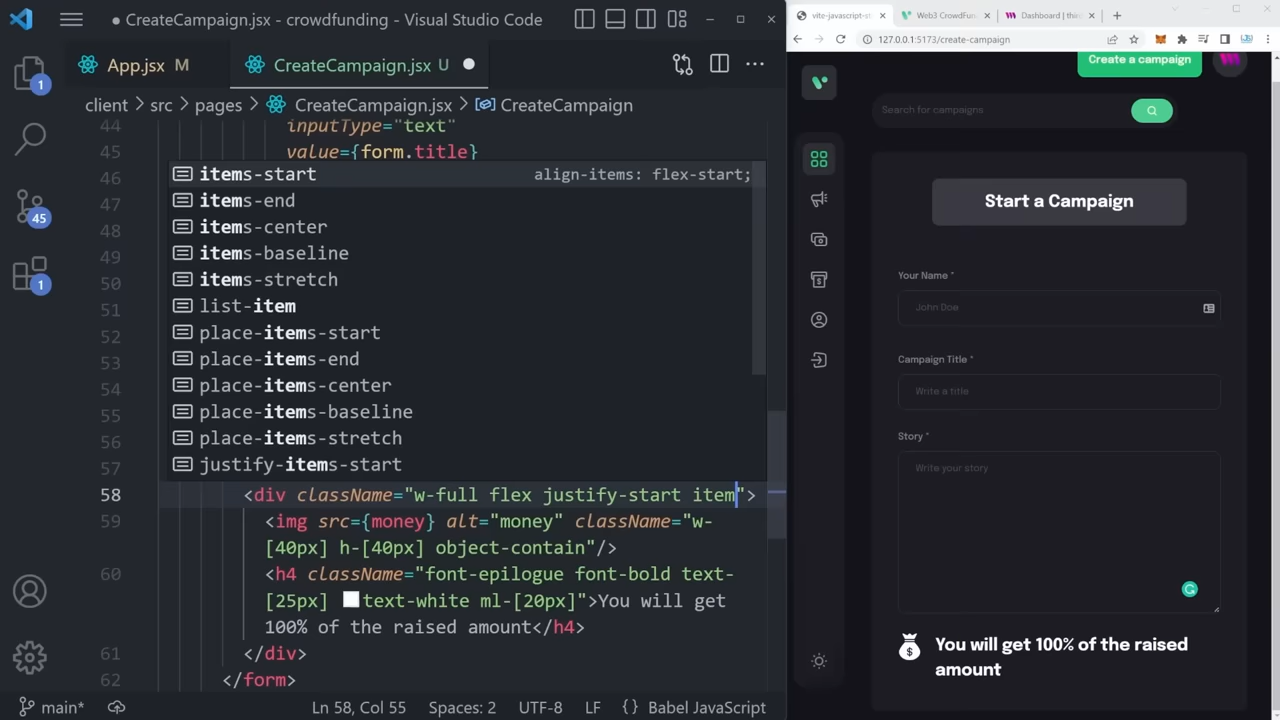 CreateCampaign.jsx - crowdfunding - Visual Studio Code
App.jsx M
CreateCampaign.jsx U
client > src > pages > CreateCampaign.jsx > CreateCampaign
44 inputType="text"
45 value={form.title}
46 items-start align-items: flex-start;
47 items-end
48 items-center
49 items-baseline
50 items-stretch
51 list-item
52 place-items-start
53 place-items-end
54 place-items-center
55 place-items-baseline
56 place-items-stretch
57 justify-items-start
58 <div className="w-full flex justify-start item">
59 <img src={money} alt="money" className="w-
[40px] h-[40px] object-contain"/>
60 <h4 className="font-epilogue font-bold text-
[25px] text-white ml-[20px]">You will get
100% of the raised amount</h4>
61 </div>
62 </form>
1
45
1
main*
Ln 58, Col 55
Spaces: 2
UTF-8
LF
{} Babel JavaScript
vite-javascript-st
Web3 CrowdFun
Dashboard | thir
127.0.0.1:5173/create-campaign
Create a campaign
Search for campaigns
Start a Campaign
Your Name *
John Doe
Campaign Title *
Write a title
Story *
Write your story
You will get 100% of the raised
amount